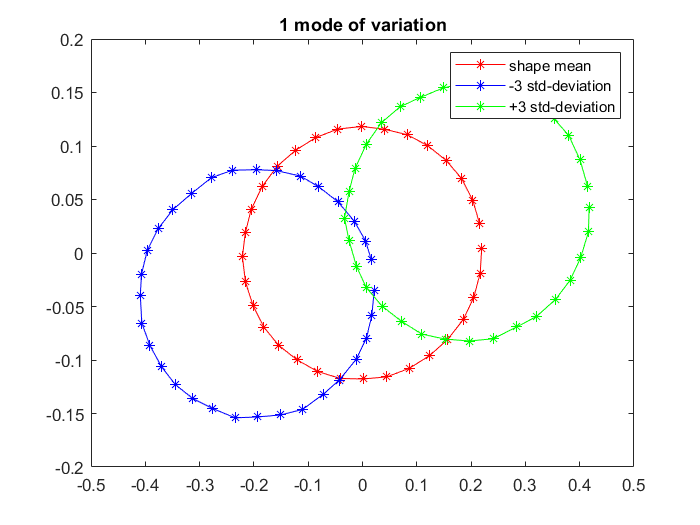 1 mode of variation
shape mean
-3 std-deviation
+3 std-deviation
0.2
0.15
0.1
0.05
0
-0.05
-0.1
-0.15
-0.2
-0.5 -0.4 -0.3 -0.2 -0.1 0 0.1 0.2 0.3 0.4 0.5